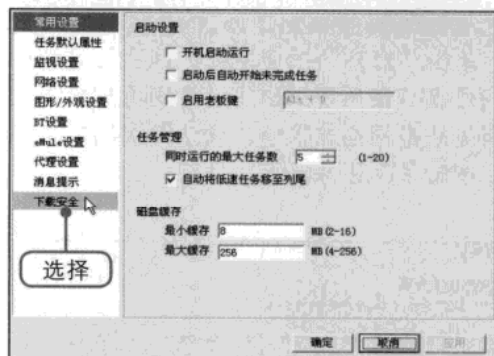 常用设置
任务默认属性
监视设置
网络设置
图形/外观设置
BT设置
eMule设置
代理设置
消息提示
下载安全
选择
启动设置
开机启动运行
启动后自动开始未完成任务
启用老板键 Alt + D
任务管理
同时运行的最大任务数 5 (1-20)
自动将低速任务移至列尾
磁盘缓存
最小缓存 8 MB(2-16)
最大缓存 256 MB(4-256)
确定 取消 应用